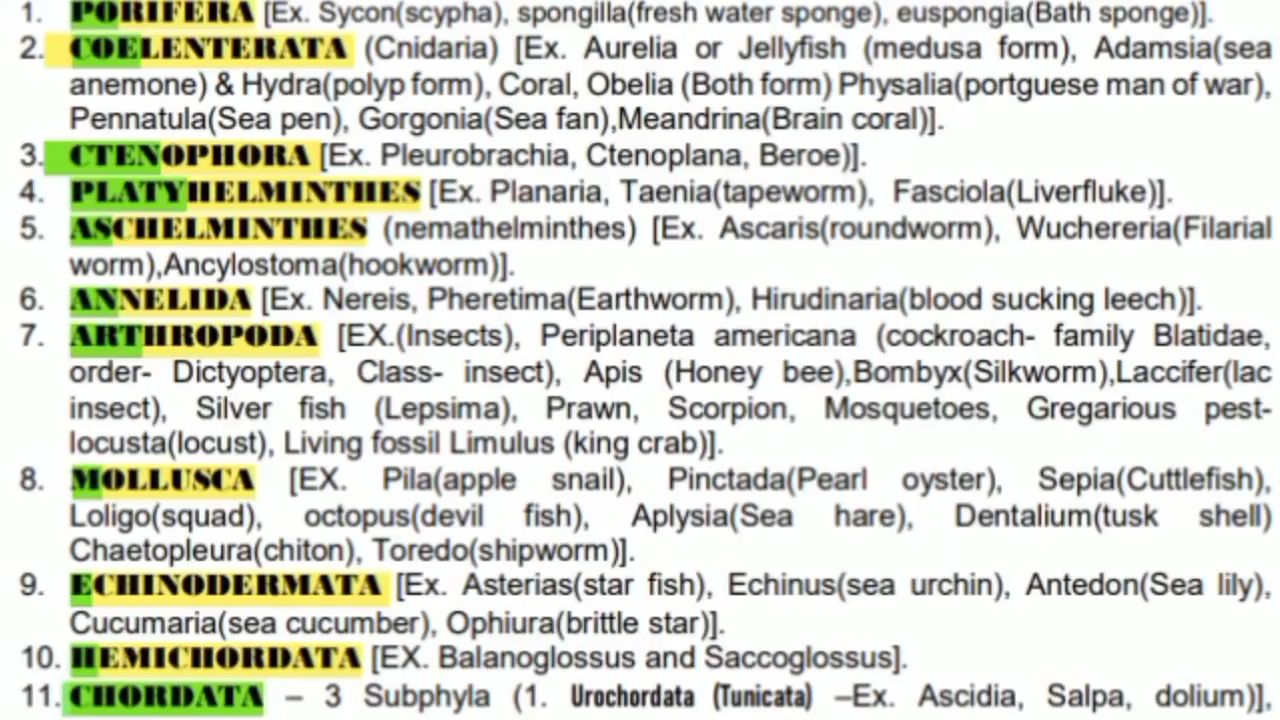 1. PORIFERA [Ex. Sycon(scypha), spongilla(fresh water sponge), euspongia(Bath sponge)].
2. COELENTERATA (Cnidaria) [Ex. Aurelia or Jellyfish (medusa form), Adamsia(sea
anemone) & Hydra(polyp form), Coral, Obelia (Both form) Physalia(portguese man of war),
Pennatula(Sea pen), Gorgonia(Sea fan),Meandrina(Brain coral)].
3. CTENOPHORA [Ex. Pleurobrachia, Ctenoplana, Beroe)].
4. PLATYHELMINTHES [Ex. Planaria, Taenia(tapeworm), Fasciola(Liverfluke)].
5. ASCHELMINTHES (nemathelminthes) [Ex. Ascaris(roundworm), Wuchereria(Filarial
worm),Ancylostoma(hookworm)].
6. ANNELIDA [Ex. Nereis, Pheretima(Earthworm), Hirudinaria(blood sucking leech)].
7. ARTHROPODA [EX.(Insects), Periplaneta americana (cockroach- family Blatidae,
order- Dictyoptera, Class- insect), Apis (Honey bee),Bombyx(Silkworm),Laccifer(lac
insect), Silver fish (Lepsima), Prawn, Scorpion, Mosquetoes, Gregarious pest-
locusta(locust), Living fossil Limulus (king crab)].
8. MOLLUSCA [EX. Pila(apple snail), Pinctada(Pearl oyster), Sepia(Cuttlefish),
Loligo(squad), octopus(devil fish), Aplysia(Sea hare), Dentalium(tusk shell)
Chaetopleura(chiton), Toredo(shipworm)].
9. ECHINODERMATA [Ex. Asterias(star fish), Echinus(sea urchin), Antedon(Sea lily),
Cucumaria(sea cucumber), Ophiura(brittle star)].
10. HEMICHORDATA [EX. Balanoglossus and Saccoglossus].
11. CHORDATA – 3 Subphyla (1. Urochordata (Tunicata) –Ex. Ascidia, Salpa, dolium)],